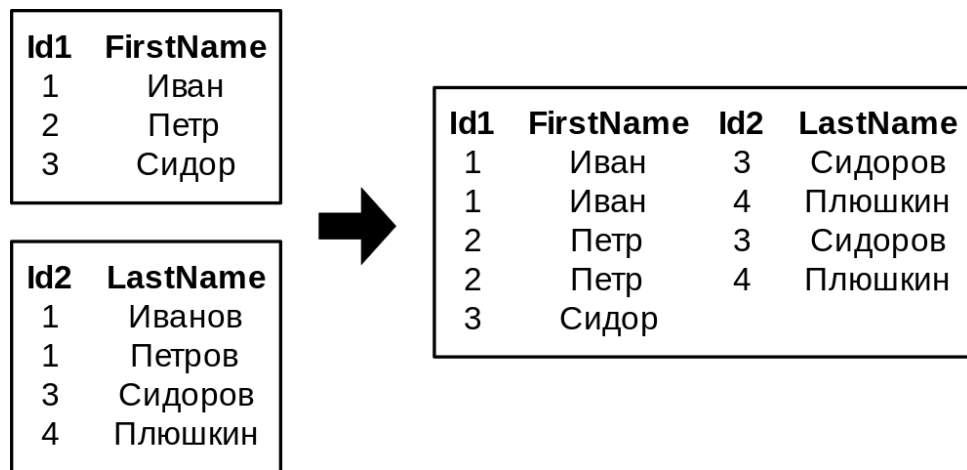 Id1 FirstName
1 Иван
2 Петр
3 Сидор
Id2 LastName
1 Иванов
1 Петров
3 Сидоров
4 Плюшкин
Id1 FirstName Id2 LastName
1 Иван 3 Сидоров
1 Иван 4 Плюшкин
2 Петр 3 Сидоров
2 Петр 4 Плюшкин
3 Сидор